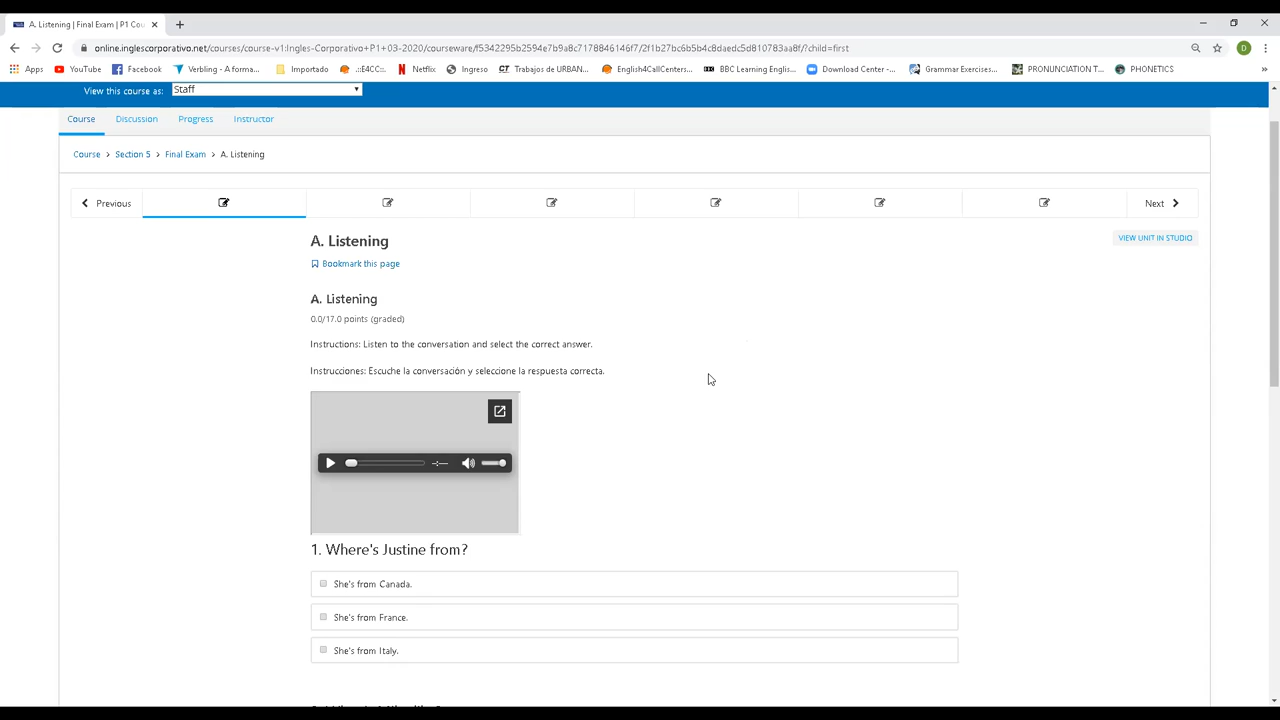 A. Listening | Final Exam | P1 Cou
online.inglescorporativo.net/courses/course-v1:Ingles-Corporativo+P1+03-2020/courseware/f5342295b2594e7b9a8c7178846146f7/2f1b27bc6b5b4c8daedc5d810783aa8f/?child=first
D
Apps YouTube Facebook Verbling - A forma... Importado .::E4CC::. Netflix Ingreso Trabajos de URBAN... English4CallCenters... BBC Learning Englis... Download Center -... Grammar Exercises... PRONUNCIATION T... PHONETICS »
View this course as: Staff
Course Discussion Progress Instructor
Course > Section 5 > Final Exam > A. Listening
Previous Next
A. Listening
VIEW UNIT IN STUDIO
Bookmark this page
A. Listening
0.0/17.0 points (graded)
Instructions: Listen to the conversation and select the correct answer.
Instrucciones: Escuche la conversación y seleccione la respuesta correcta.
-:--
1. Where's Justine from?
She's from Canada.
She's from France.
She's from Italy.